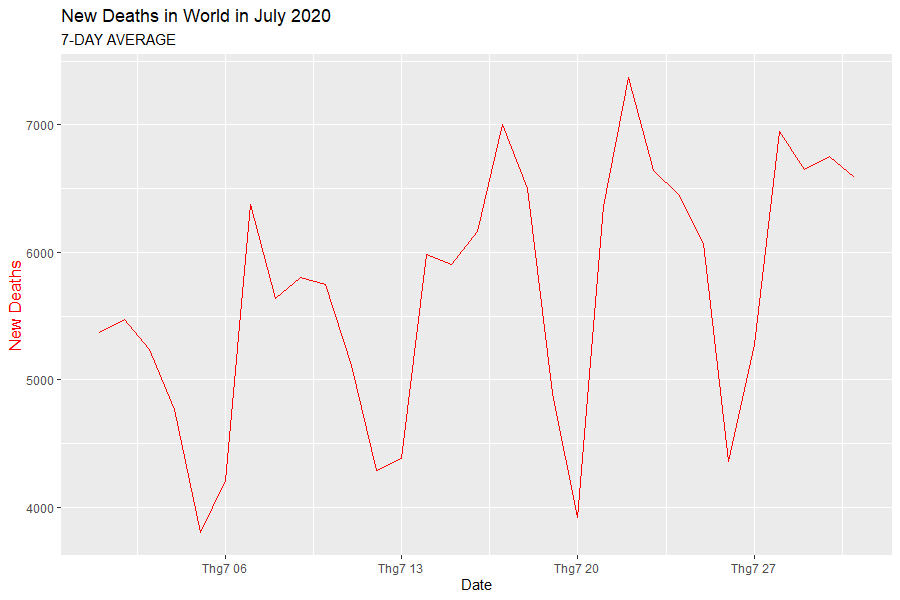 New Deaths in World in July 2020
7-DAY AVERAGE
New Deaths
7000
6000
5000
4000
Thg7 06
Thg7 13
Thg7 20
Thg7 27
Date